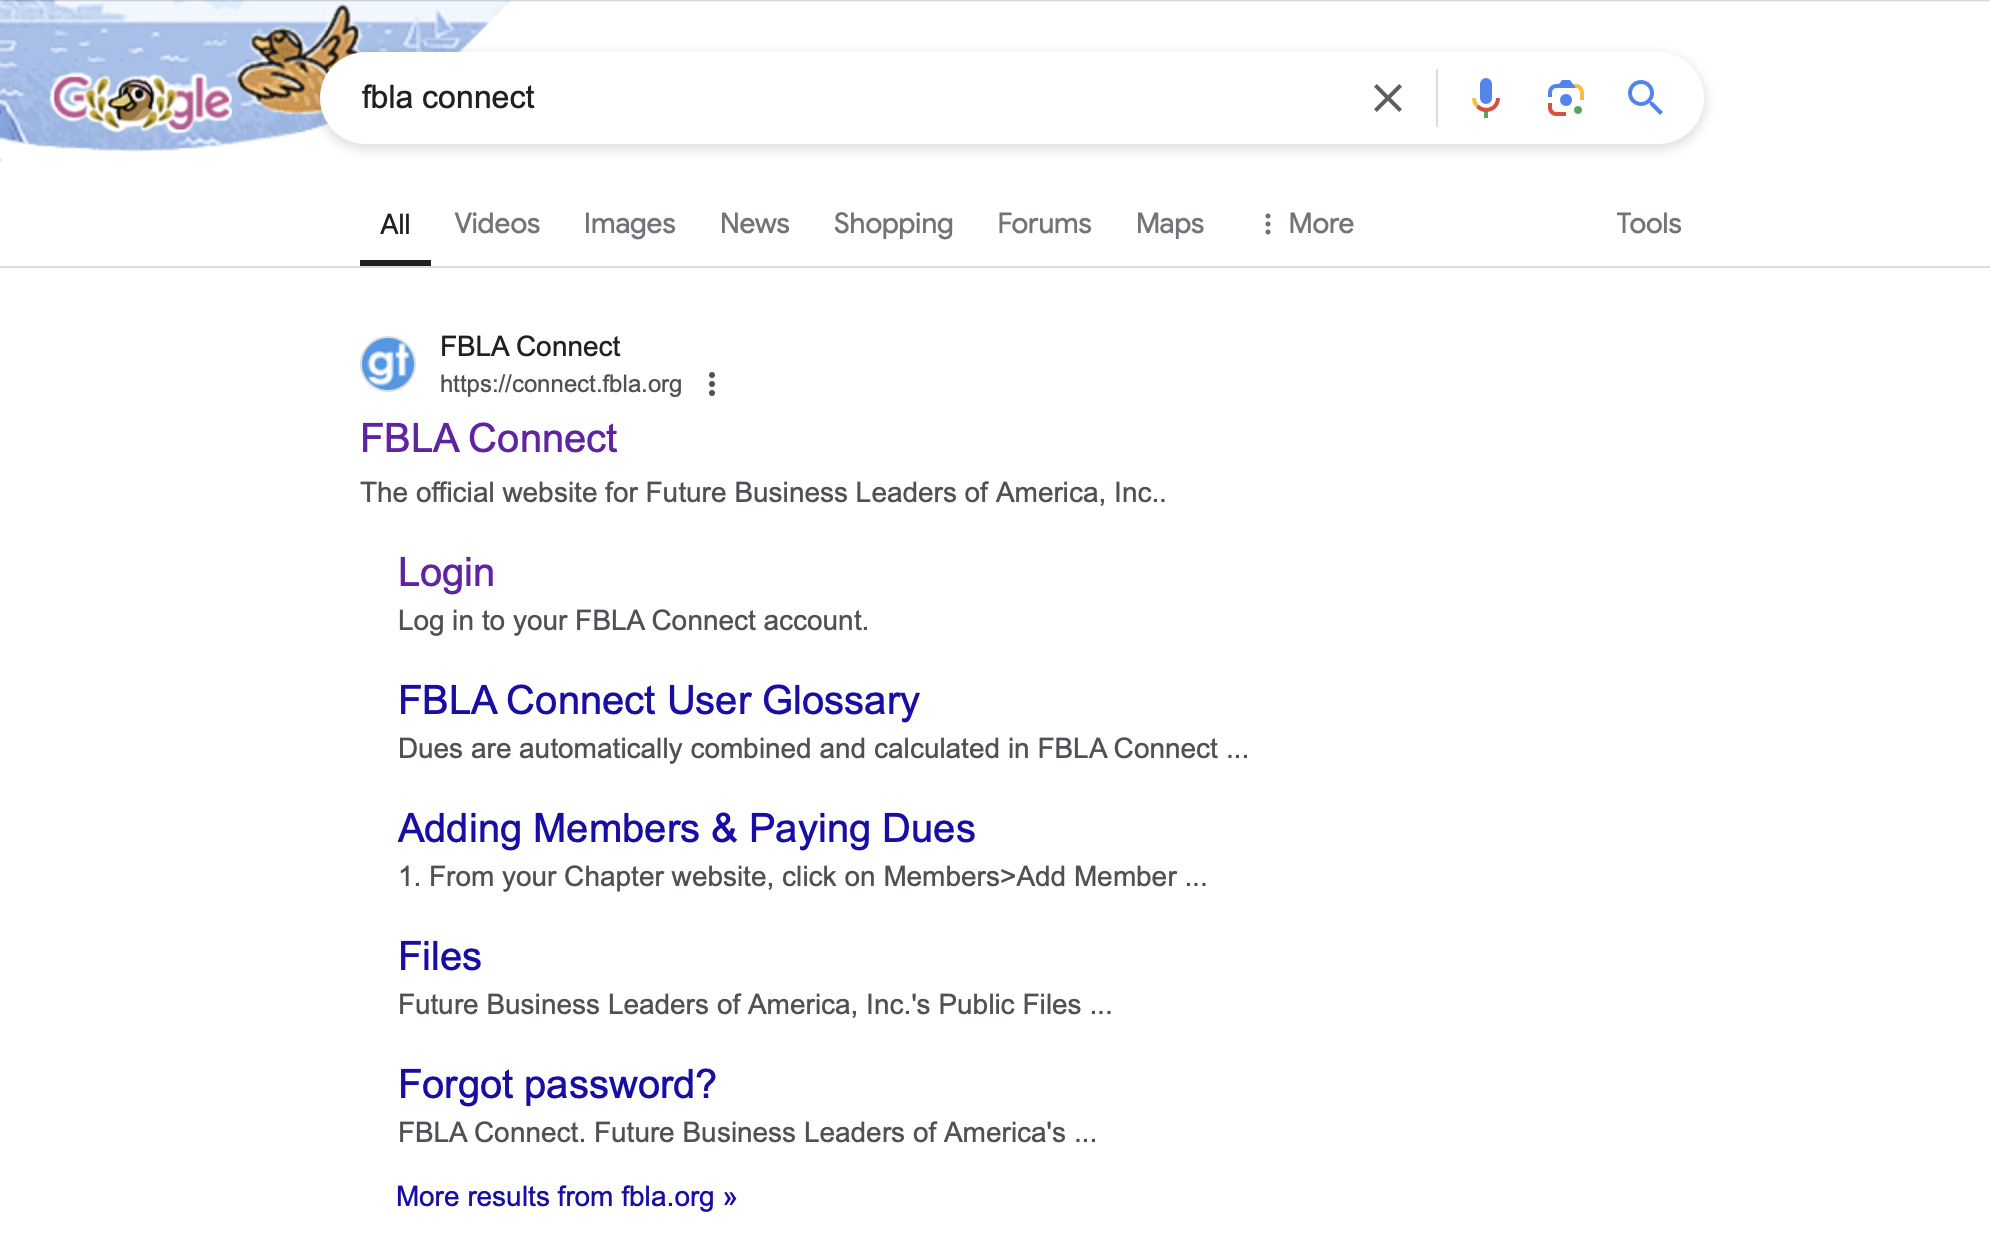 Google
fbla connect
All Videos Images News Shopping Forums Maps More Tools
gt
FBLA Connect
https://connect.fbla.org
FBLA Connect
The official website for Future Business Leaders of America, Inc..
Login
Log in to your FBLA Connect account.
FBLA Connect User Glossary
Dues are automatically combined and calculated in FBLA Connect ...
Adding Members & Paying Dues
1. From your Chapter website, click on Members>Add Member ...
Files
Future Business Leaders of America, Inc.'s Public Files ...
Forgot password?
FBLA Connect. Future Business Leaders of America's ...
More results from fbla.org »